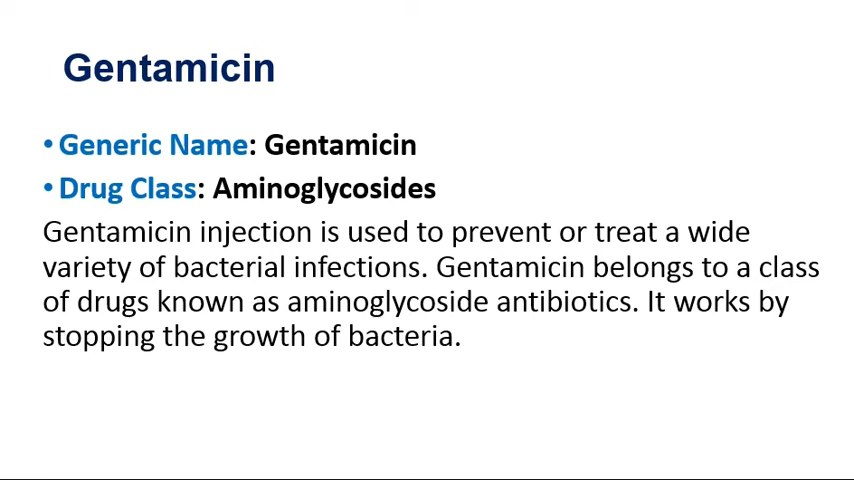 Gentamicin
• Generic Name: Gentamicin
• Drug Class: Aminoglycosides
Gentamicin injection is used to prevent or treat a wide
variety of bacterial infections. Gentamicin belongs to a class
of drugs known as aminoglycoside antibiotics. It works by
stopping the growth of bacteria.